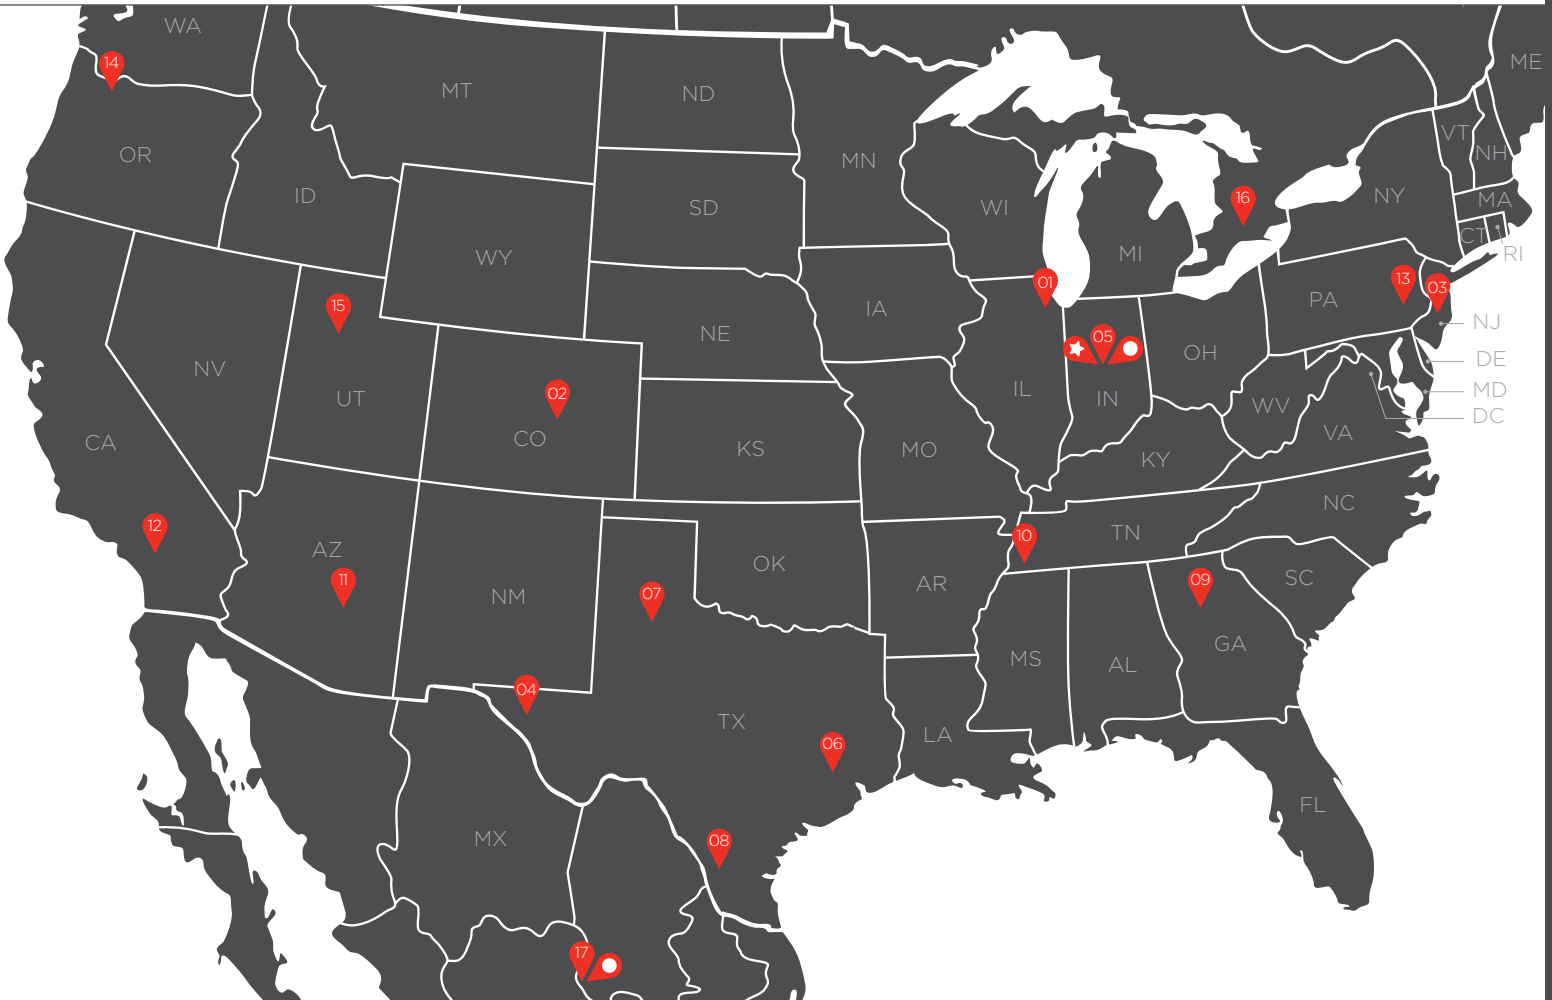 WA
ME
14
MT
ND
VT
OR
MN
NH
ID
SD
WI
NY
MA
16
CT
RI
WY
MI
01
13
03
15
NE
IA
PA
NJ
05
NV
UT
02
CO
IL
IN
OH
DE
MD
DC
WV
VA
CA
KS
MO
KY
NC
12
AZ
11
NM
07
OK
AR
10
TN
09
SC
GA
04
TX
06
MS
AL
LA
FL
MX
08
17